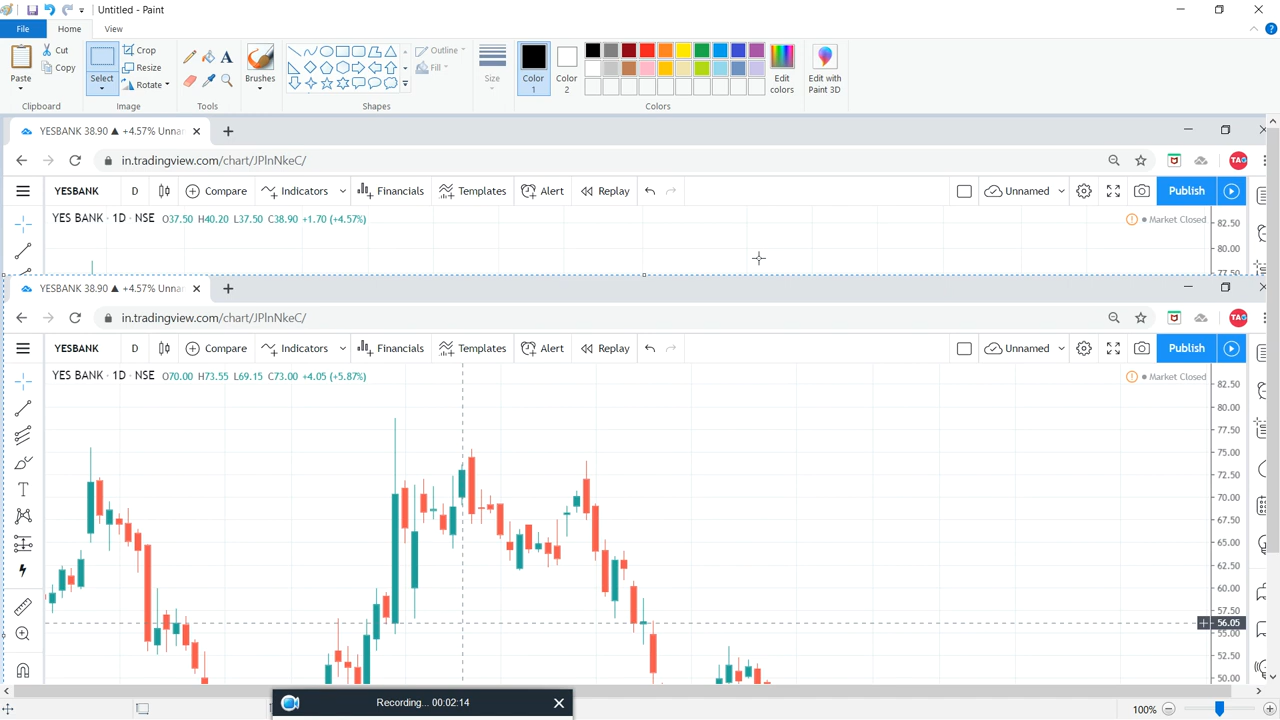 Untitled - Paint
File Home View
Paste Cut Copy Select Crop Resize Rotate Brushes Outline Fill Size Color 1 Color 2 Edit colors Edit with Paint 3D
Clipboard Image Tools Shapes Colors
YESBANK 38.90 ▲ +4.57% Unna
in.tradingview.com/chart/JPlnNkeC/ TAG
YESBANK D Compare Indicators Financials Templates Alert Replay Unnamed Publish
YES BANK · 1D · NSE O37.50 H40.20 L37.50 C38.90 +1.70 (+4.57%) Market Closed 82.50
80.00
77.50
YESBANK 38.90 ▲ +4.57% Unna
in.tradingview.com/chart/JPlnNkeC/ TAG
YESBANK D Compare Indicators Financials Templates Alert Replay Unnamed Publish
YES BANK · 1D · NSE O70.00 H73.55 L69.15 C73.00 +4.05 (+5.87%) Market Closed
82.50
80.00
77.50
75.00
72.50
70.00
67.50
65.00
62.50
60.00
57.50
56.05
55.00
52.50
50.00
Recording... 00:02:14
100%